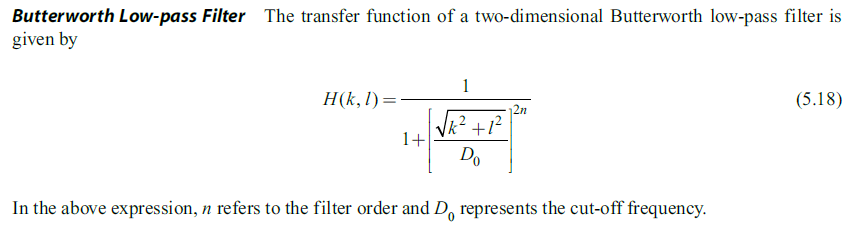 Butterworth Low-pass Filter The transfer function of a two-dimensional Butterworth low-pass filter is
given by
H(k, l) = \frac{1}{1+\left[\frac{\sqrt{k^2+l^2}}{D_0}\right]^{2n}} (5.18)
In the above expression, n refers to the filter order and D_0 represents the cut-off frequency.